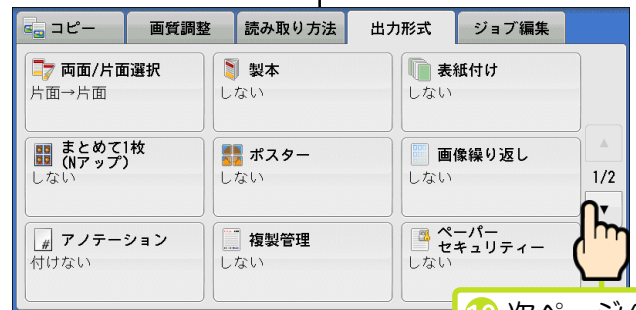 コピー
画質調整
読み取り方法
出力形式
ジョブ編集
両面/片面選択
片面→片面
製本
しない
表紙付け
しない
まとめて1枚
(Nアップ)
しない
ポスター
しない
画像繰り返し
しない
1/2
アノテーション
付けない
複製管理
しない
ペーパー
セキュリティー
しない
次ページ